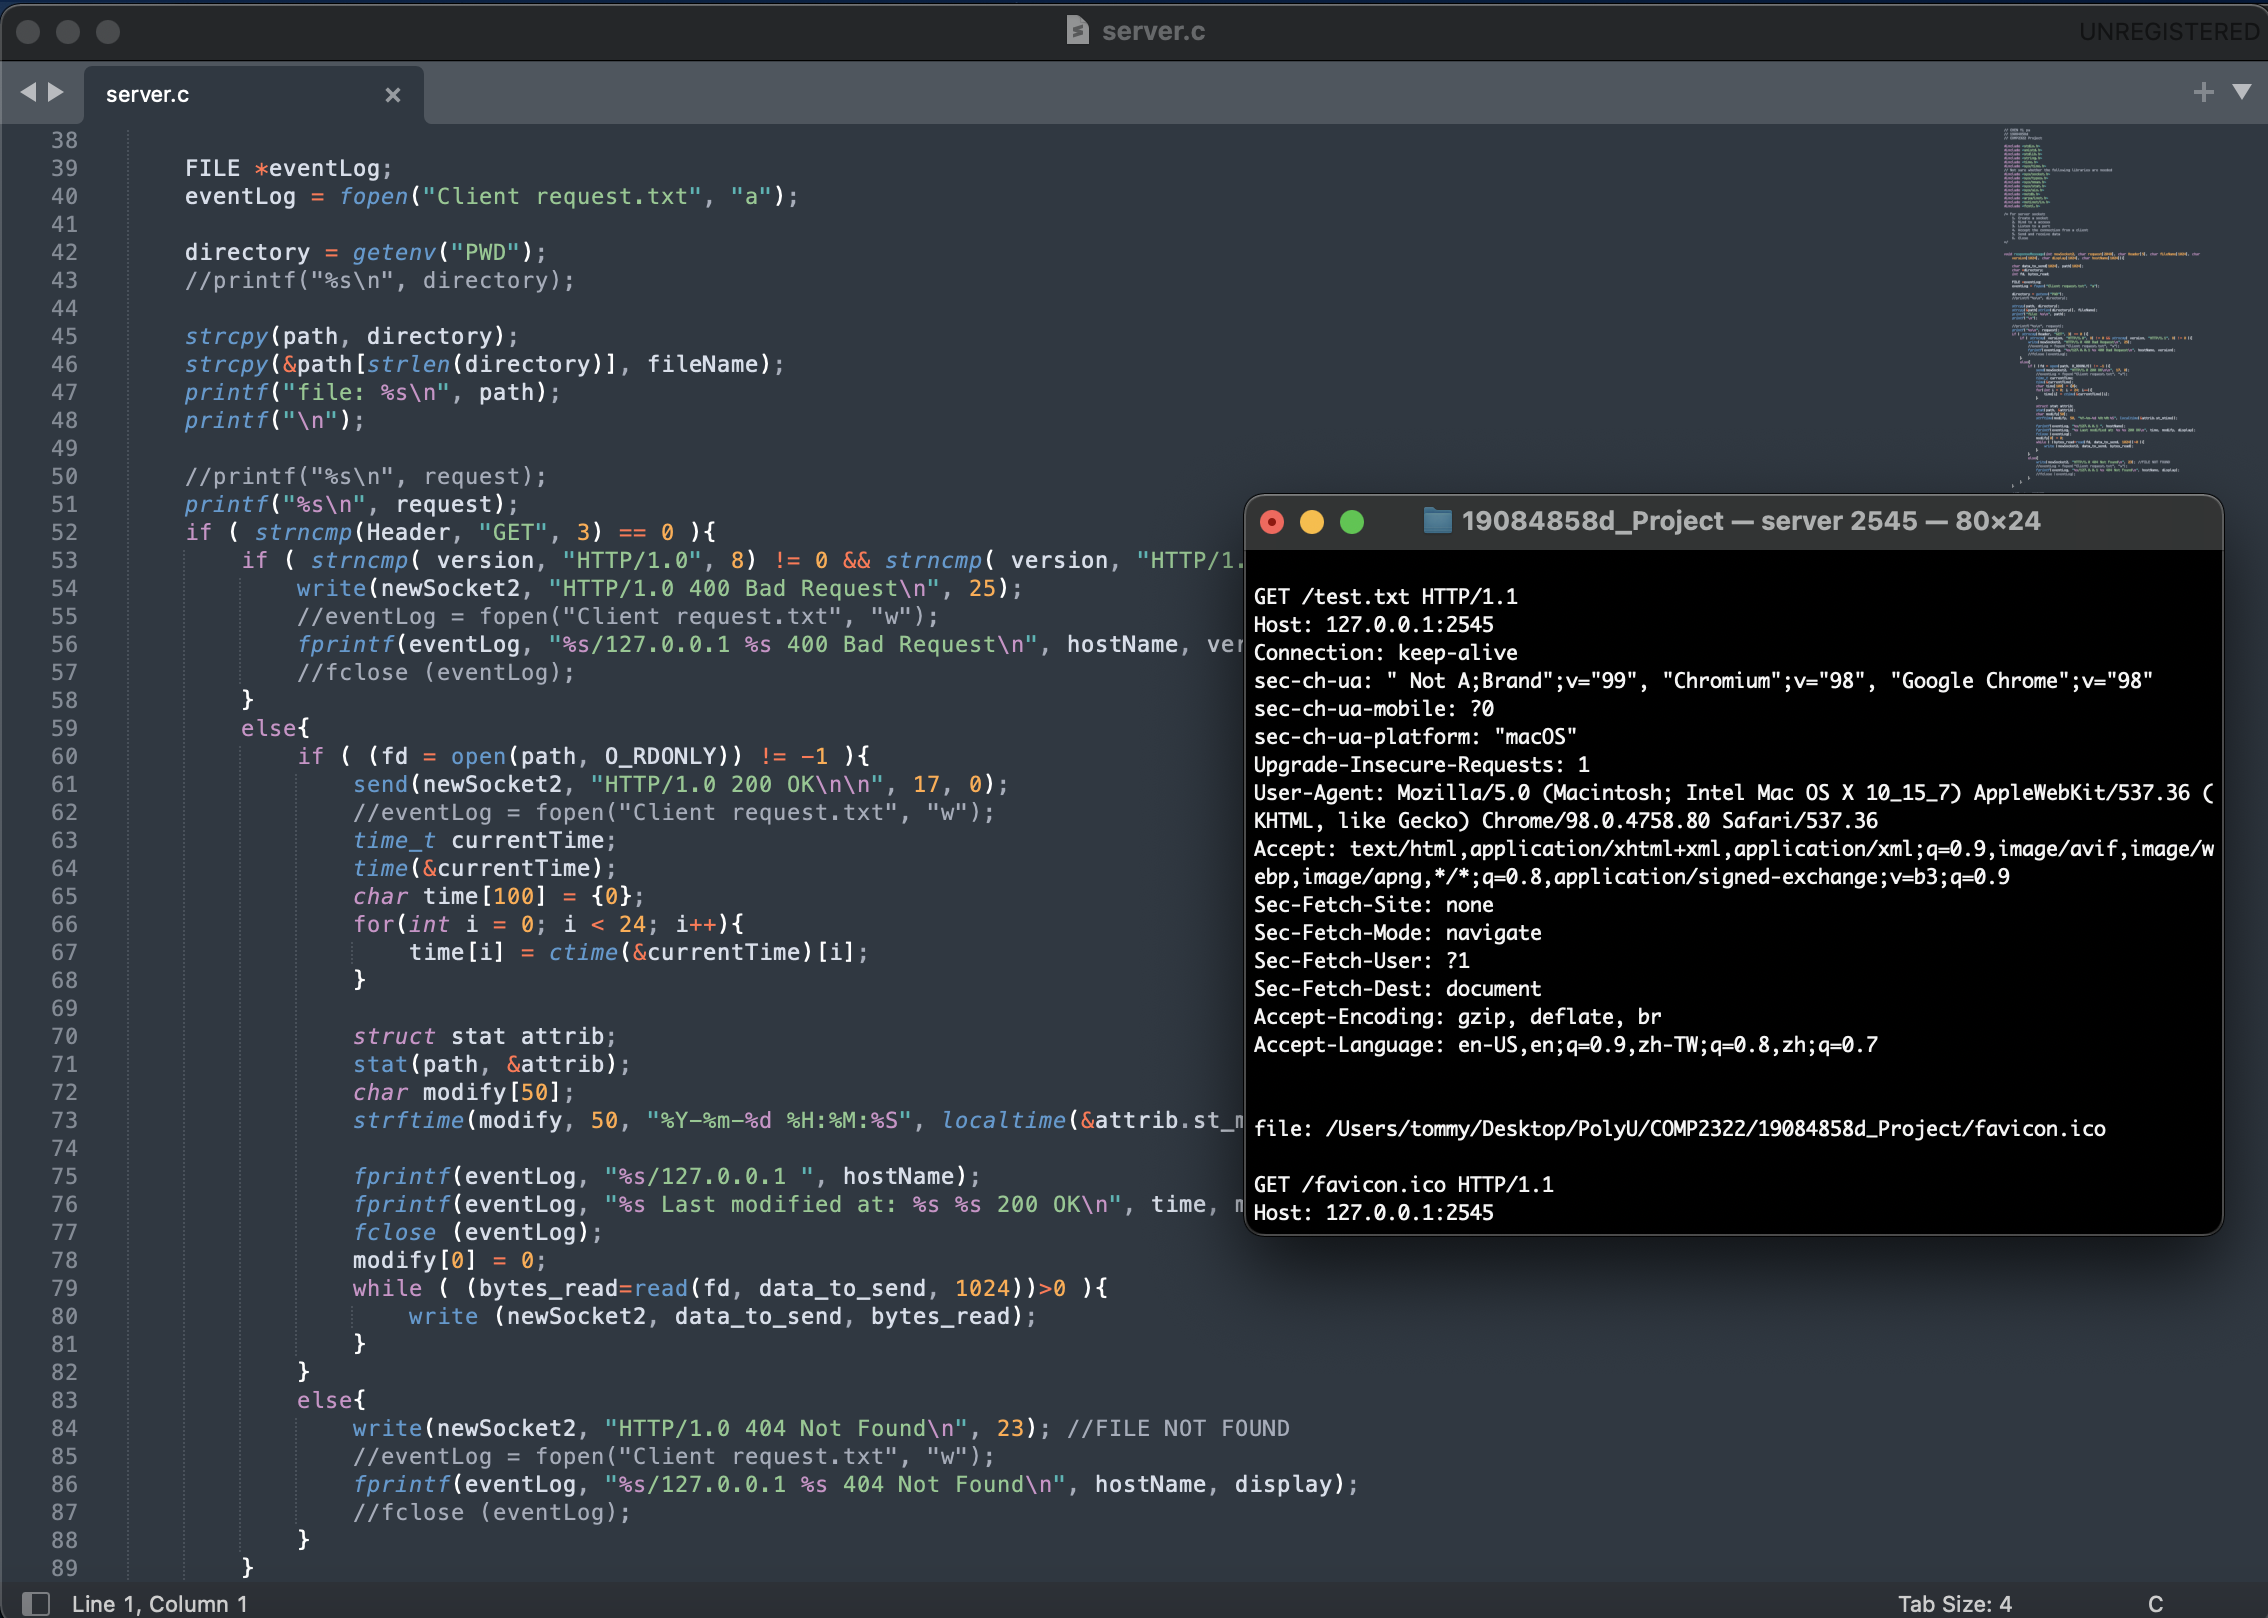 server.c
UNREGISTERED
server.c
38
39 FILE *eventLog;
40 eventLog = fopen("Client request.txt", "a");
41
42 directory = getenv("PWD");
43 //printf("%s\n", directory);
44
45 strcpy(path, directory);
46 strcpy(&path[strlen(directory)], fileName);
47 printf("file: %s\n", path);
48 printf("\n");
49
50 //printf("%s\n", request);
51 printf("%s\n", request);
52 if ( strncmp(Header, "GET", 3) == 0 ){
53 if ( strncmp( version, "HTTP/1.0", 8) != 0 && strncmp( version, "HTTP/1.
54 write(newSocket2, "HTTP/1.0 400 Bad Request\n", 25);
55 //eventLog = fopen("Client request.txt", "w");
56 fprintf(eventLog, "%s/127.0.0.1 %s 400 Bad Request\n", hostName, ver
57 //fclose (eventLog);
58 }
59 else{
60 if ( (fd = open(path, O_RDONLY)) != -1 ){
61 send(newSocket2, "HTTP/1.0 200 OK\n\n", 17, 0);
62 //eventLog = fopen("Client request.txt", "w");
63 time_t currentTime;
64 time(&currentTime);
65 char time[100] = {0};
66 for(int i = 0; i < 24; i++){
67 time[i] = ctime(&currentTime)[i];
68 }
69
70 struct stat attrib;
71 stat(path, &attrib);
72 char modify[50];
73 strftime(modify, 50, "%Y-%m-%d %H:%M:%S", localtime(&attrib.st_m
74
75 fprintf(eventLog, "%s/127.0.0.1 ", hostName);
76 fprintf(eventLog, "%s Last modified at: %s %s 200 OK\n", time, m
77 fclose (eventLog);
78 modify[0] = 0;
79 while ( (bytes_read=read(fd, data_to_send, 1024))>0 ){
80 write (newSocket2, data_to_send, bytes_read);
81 }
82 }
83 else{
84 write(newSocket2, "HTTP/1.0 404 Not Found\n", 23); //FILE NOT FOUND
85 //eventLog = fopen("Client request.txt", "w");
86 fprintf(eventLog, "%s/127.0.0.1 %s 404 Not Found\n", hostName, display);
87 //fclose (eventLog);
88 }
89 }
19084858d_Project — server 2545 — 80×24
GET /test.txt HTTP/1.1
Host: 127.0.0.1:2545
Connection: keep-alive
sec-ch-ua: " Not A;Brand";v="99", "Chromium";v="98", "Google Chrome";v="98"
sec-ch-ua-mobile: ?0
sec-ch-ua-platform: "macOS"
Upgrade-Insecure-Requests: 1
User-Agent: Mozilla/5.0 (Macintosh; Intel Mac OS X 10_15_7) AppleWebKit/537.36 (
KHTML, like Gecko) Chrome/98.0.4758.80 Safari/537.36
Accept: text/html,application/xhtml+xml,application/xml;q=0.9,image/avif,image/w
ebp,image/apng,*/*;q=0.8,application/signed-exchange;v=b3;q=0.9
Sec-Fetch-Site: none
Sec-Fetch-Mode: navigate
Sec-Fetch-User: ?1
Sec-Fetch-Dest: document
Accept-Encoding: gzip, deflate, br
Accept-Language: en-US,en;q=0.9,zh-TW;q=0.8,zh;q=0.7
file: /Users/tommy/Desktop/PolyU/COMP2322/19084858d_Project/favicon.ico
GET /favicon.ico HTTP/1.1
Host: 127.0.0.1:2545
Line 1, Column 1
Tab Size: 4
C